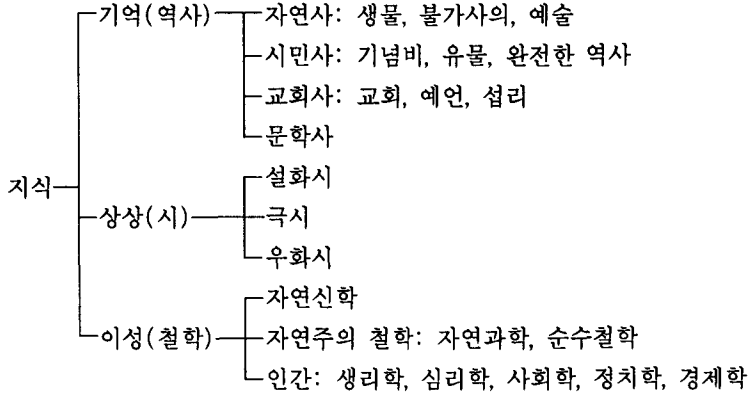 기억(역사) 자연사: 생물, 불가사의, 예술
시민사: 기념비, 유물, 완전한 역사
교회사: 교회, 예언, 섭리
문학사
설화시
지식
상상(시) 극시
우화시
자연신학
이성(철학) 자연주의 철학: 자연과학, 순수철학
인간: 생리학, 심리학, 사회학, 정치학, 경제학